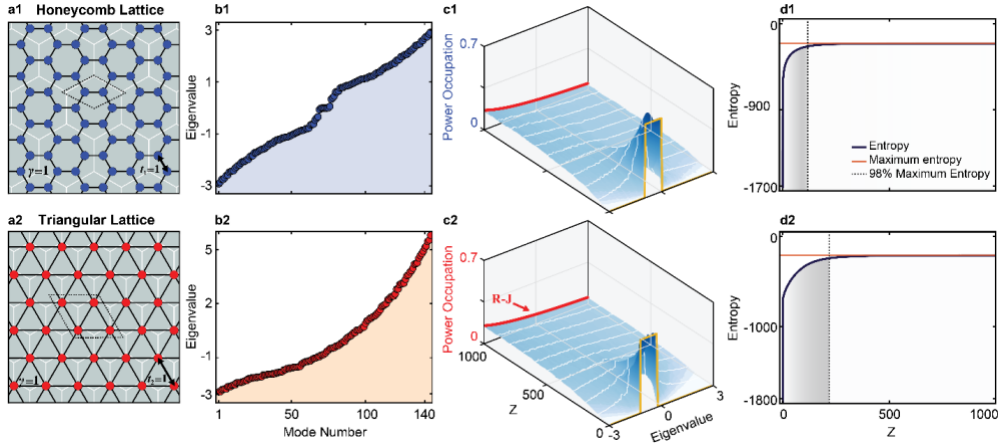 a1 Honeycomb Lattice
γ=1
t₁=1
b1
Eigenvalue
3
1
-1
-3
c1
Power Occupation
0.7
0
d1
Entropy
0
-900
-1700
Entropy
Maximum entropy
98% Maximum Entropy
a2 Triangular Lattice
γ=1
t₁=1
b2
Eigenvalue
5
2
-1
-3
1
50
100
140
Mode Number
c2
Power Occupation
0.7
0
R-J
1000
500
0
Z
-3
0
3
Eigenvalue
d2
Entropy
0
-1000
-1800
0
500
1000
Z